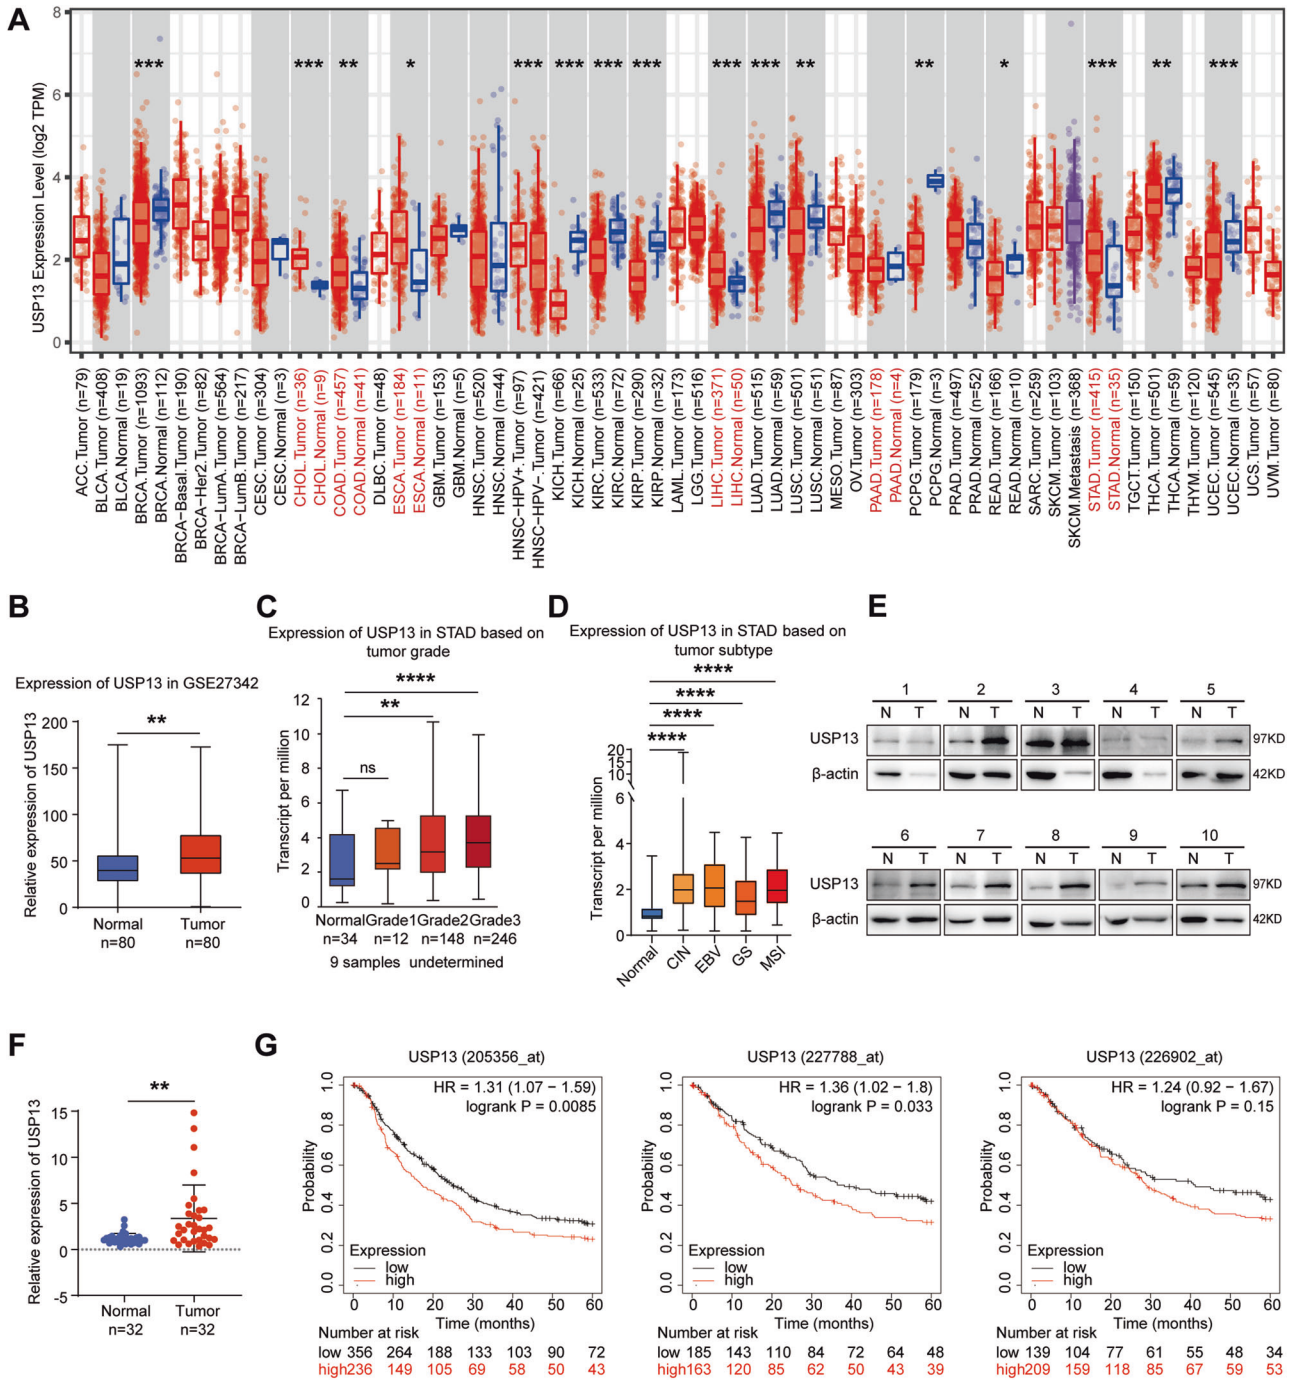 A
8
6
4
2
0
USP13 Expression Level (log2 TPM)
*** *** ** * *** *** *** *** *** *** ** ** * *** ** ***
ACC.Tumor (n=79)
BLCA.Tumor (n=408)
BLCA.Normal (n=19)
BRCA.Tumor (n=1093)
BRCA.Normal (n=112)
BRCA−Basal.Tumor (n=190)
BRCA−Her2.Tumor (n=82)
BRCA−LumA.Tumor (n=564)
BRCA−LumB.Tumor (n=217)
CESC.Tumor (n=304)
CESC.Normal (n=3)
CHOL.Tumor (n=36)
CHOL.Normal (n=9)
COAD.Tumor (n=457)
COAD.Normal (n=41)
DLBC.Tumor (n=48)
ESCA.Tumor (n=184)
ESCA.Normal (n=11)
GBM.Tumor (n=153)
GBM.Normal (n=5)
HNSC.Tumor (n=520)
HNSC.Normal (n=44)
HNSC−HPV+.Tumor (n=97)
HNSC−HPV−.Tumor (n=421)
KICH.Tumor (n=66)
KICH.Normal (n=25)
KIRC.Tumor (n=533)
KIRC.Normal (n=72)
KIRP.Tumor (n=290)
KIRP.Normal (n=32)
LAML.Tumor (n=173)
LGG.Tumor (n=516)
LIHC.Tumor (n=371)
LIHC.Normal (n=50)
LUAD.Tumor (n=515)
LUAD.Normal (n=59)
LUSC.Tumor (n=501)
LUSC.Normal (n=51)
MESO.Tumor (n=87)
OV.Tumor (n=303)
PAAD.Tumor (n=178)
PAAD.Normal (n=4)
PCPG.Tumor (n=179)
PCPG.Normal (n=3)
PRAD.Tumor (n=497)
PRAD.Normal (n=52)
READ.Tumor (n=166)
READ.Normal (n=10)
SARC.Tumor (n=259)
SKCM.Tumor (n=103)
SKCM.Metastasis (n=368)
STAD.Tumor (n=415)
STAD.Normal (n=35)
TGCT.Tumor (n=150)
THCA.Tumor (n=501)
THCA.Normal (n=59)
THYM.Tumor (n=120)
UCEC.Tumor (n=545)
UCEC.Normal (n=35)
UCS.Tumor (n=57)
UVM.Tumor (n=80)
B
Expression of USP13 in GSE27342
Relative expression of USP13
200
150
100
50
0
**
Normal Tumor
n=80 n=80
C
Expression of USP13 in STAD based on
tumor grade
Transcript per million
12
10
8
6
4
2
0
****
**
ns
Normal Grade1 Grade2 Grade3
n=34 n=12 n=148 n=246
9 samples undetermined
D
Expression of USP13 in STAD based on
tumor subtype
Transcript per million
20
15
10
6
4
2
0
****
****
****
****
Normal CIN EBV GS MSI
E
1 2 3 4 5
N T N T N T N T N T
USP13 97KD
β-actin 42KD
6 7 8 9 10
N T N T N T N T N T
USP13 97KD
β-actin 42KD
F
Relative expression of USP13
15
10
5
0
-5
**
Normal Tumor
n=32 n=32
G
USP13 (205356_at)
HR = 1.31 (1.07 − 1.59)
logrank P = 0.0085
Probability
1.0
0.8
0.6
0.4
0.2
0.0
Expression
low
high
0 10 20 30 40 50 60
Time (months)
Number at risk
low 356 264 188 133 103 90 72
high 236 149 105 69 58 50 43
USP13 (227788_at)
HR = 1.36 (1.02 − 1.8)
logrank P = 0.033
Probability
1.0
0.8
0.6
0.4
0.2
0.0
Expression
low
high
0 10 20 30 40 50 60
Time (months)
Number at risk
low 185 143 110 84 72 64 48
high 163 120 85 62 50 43 39
USP13 (226902_at)
HR = 1.24 (0.92 − 1.67)
logrank P = 0.15
Probability
1.0
0.8
0.6
0.4
0.2
0.0
Expression
low
high
0 10 20 30 40 50 60
Time (months)
Number at risk
low 139 104 77 61 55 48 34
high 209 159 118 85 67 59 53